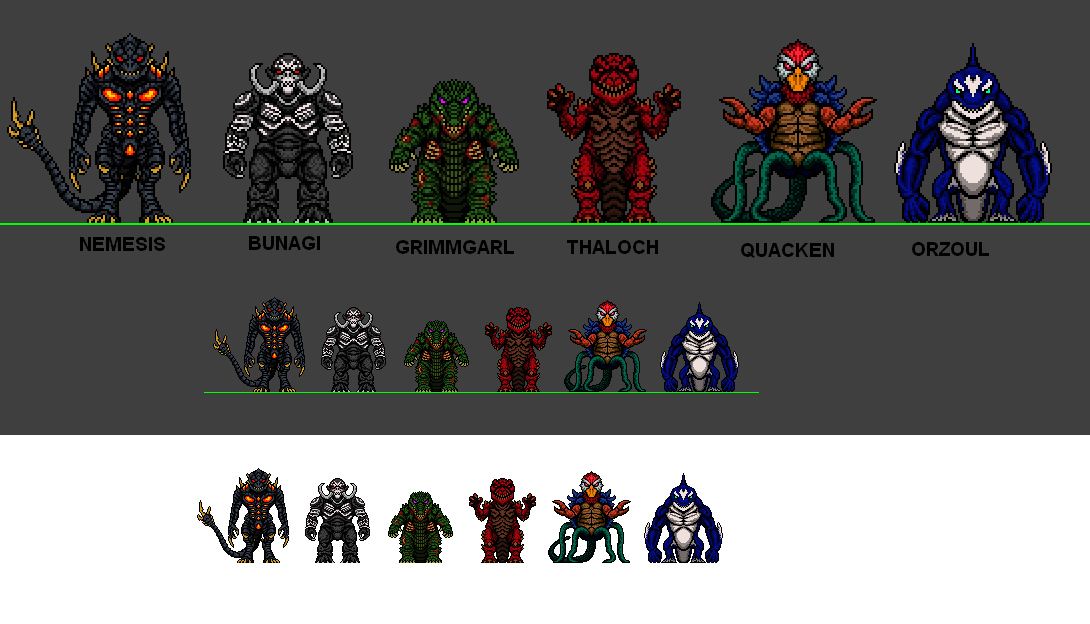 NEMESIS
BUNAGI
GRIMMGARL
THALOCH
QUACKEN
ORZOUL